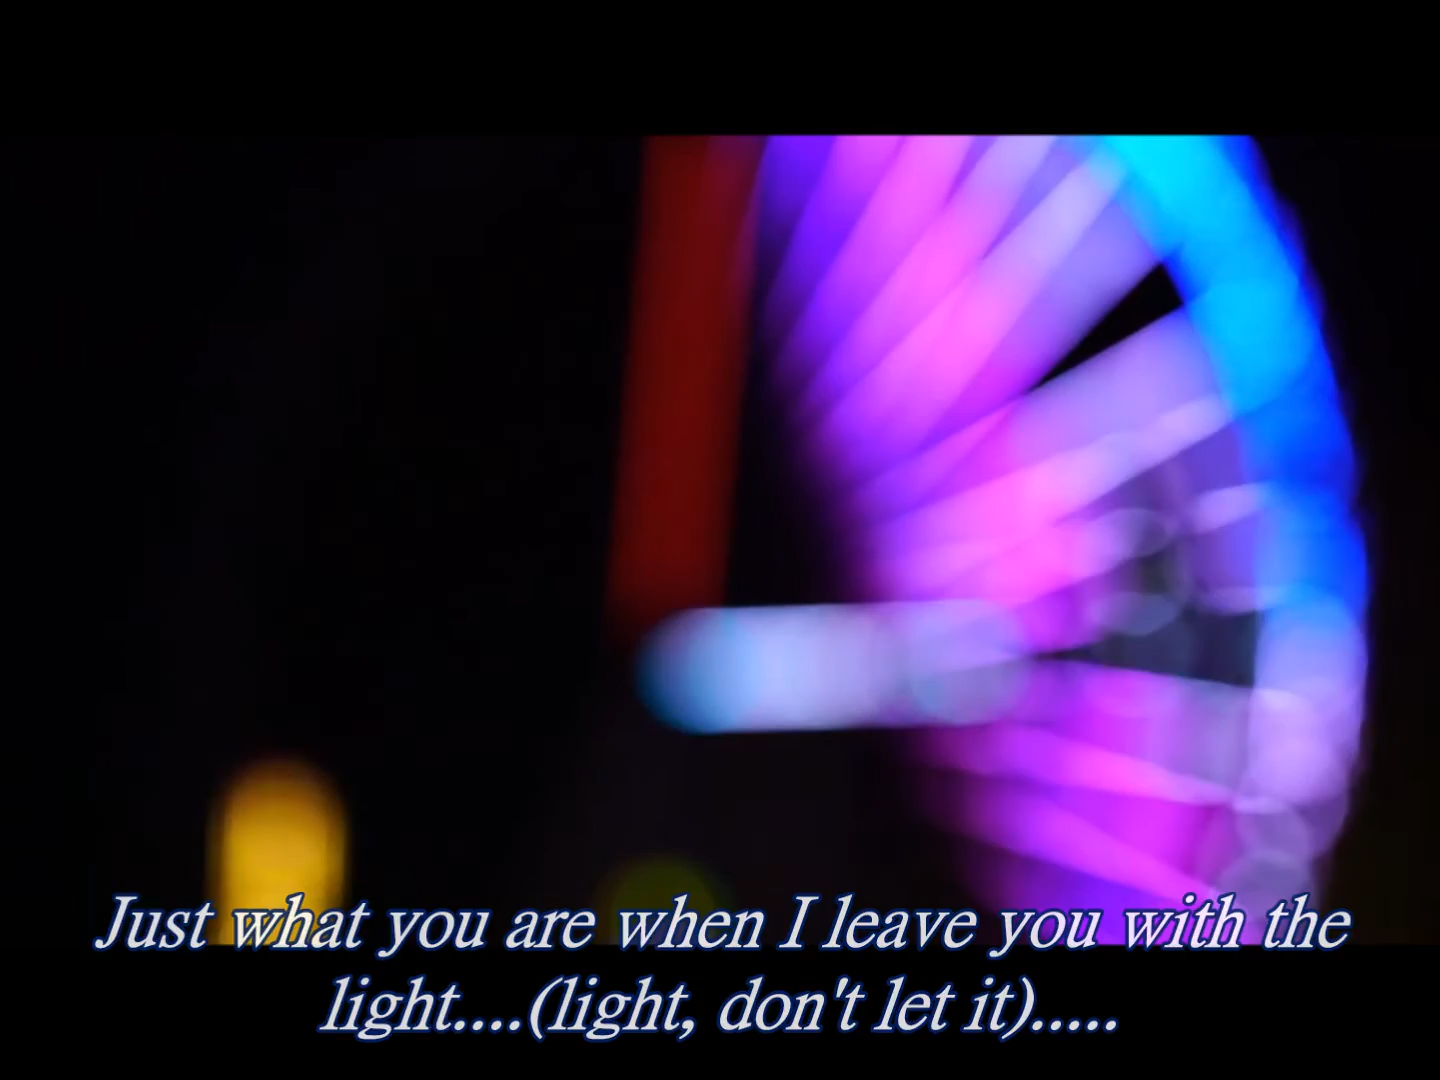 Just what you are when I leave you with the
light....(light, don't let it).....